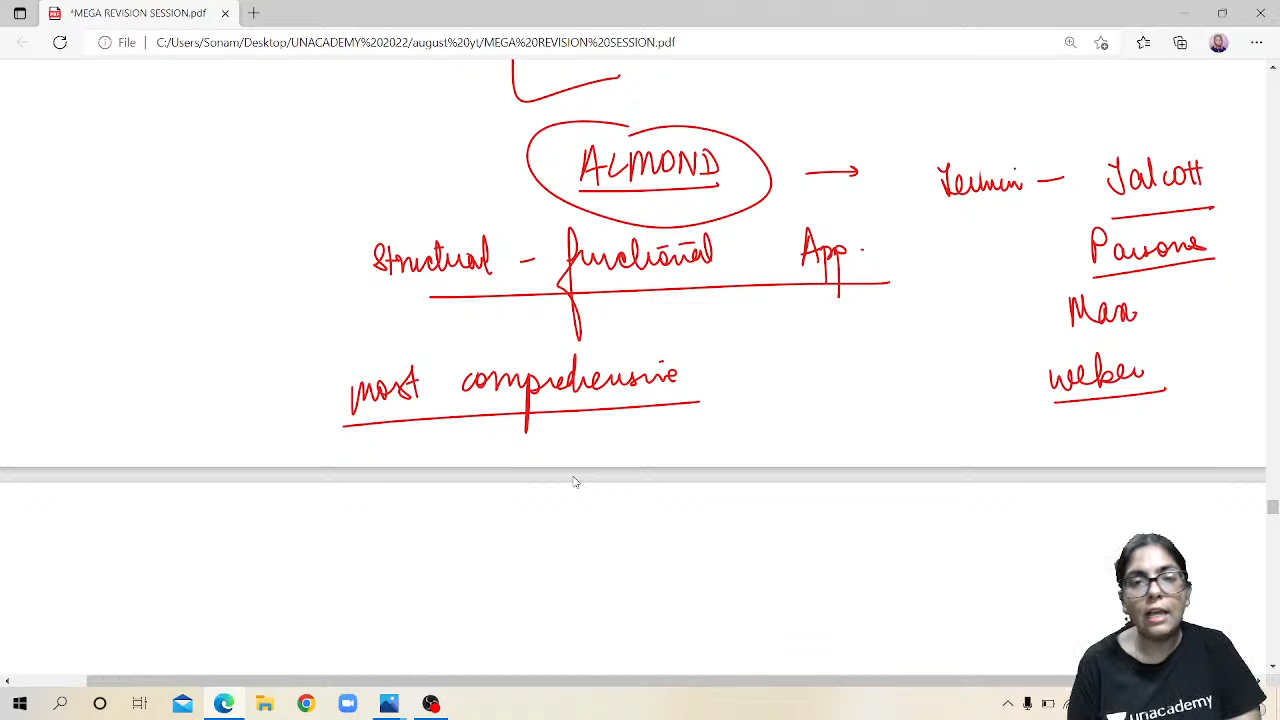 *MEGA REVISION SESSION.pdf
File C:/Users/Sonam/Desktop/UNACADEMY%202022/august%20yt/MEGA%20REVISION%20SESSION.pdf
ALMOND → Termin - Talcott
Structural - functional App. Parsons
Max
most comprehensive Weber
unacademy